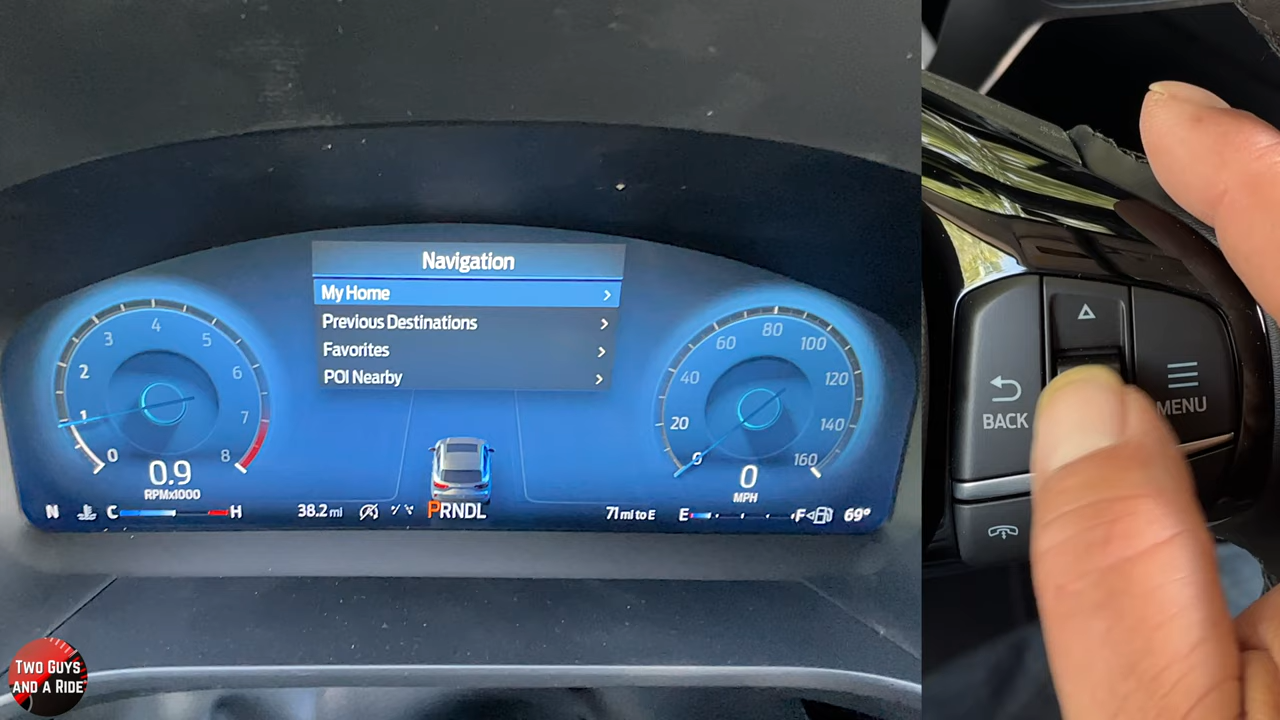 Navigation
My Home
Previous Destinations
Favorites
POI Nearby
0
1
2
3
4
5
6
7
8
0.9
RPMx1000
0
20
40
60
80
100
120
140
160
0
MPH
N C H 38.2 mi PRNDL 71 mi to E E F 69°
BACK
MENU
TWO GUYS
AND A RIDE